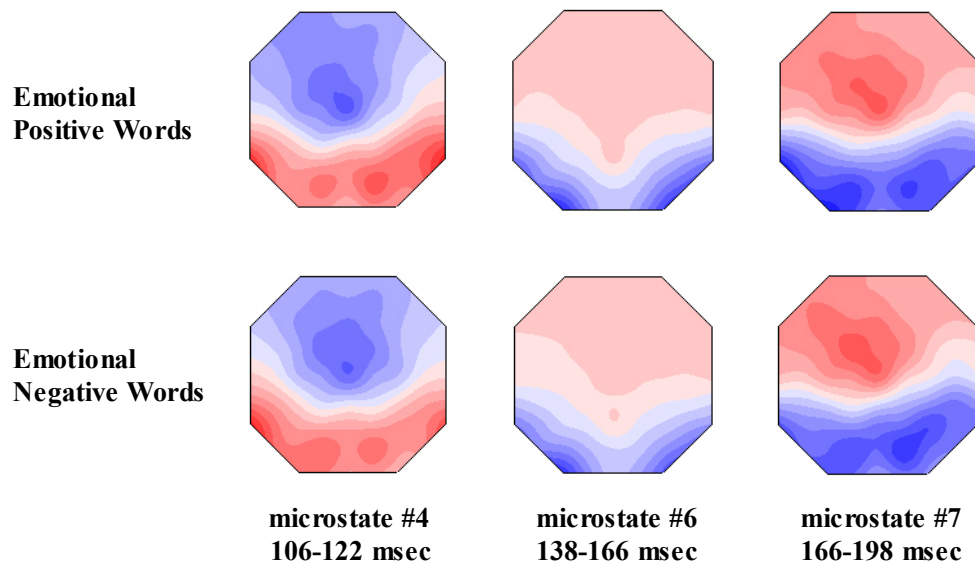 Emotional
Positive Words
Emotional
Negative Words
microstate #4
106-122 msec
microstate #6
138-166 msec
microstate #7
166-198 msec